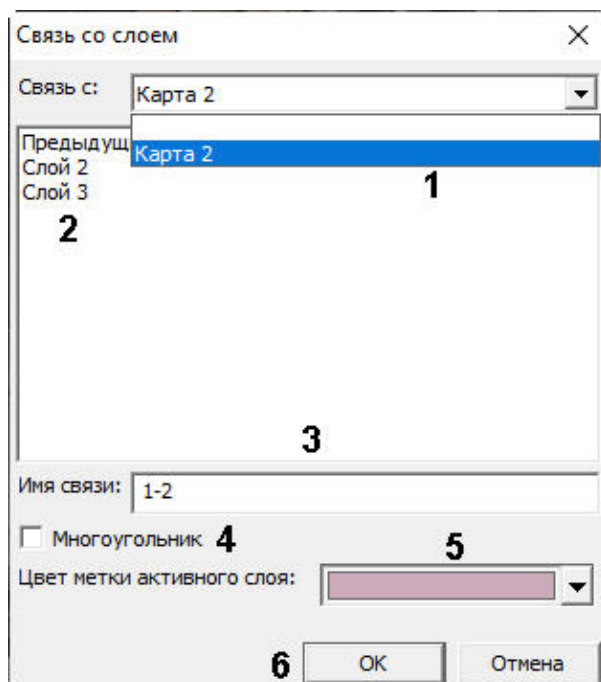 Связь со слоем
Связь с: Карта 2
Предыдущ
Карта 2
Слой 2
1
Слой 3
2
3
Имя связи: 1-2
Многоугольник 4
5
Цвет метки активного слоя:
6 OK Отмена